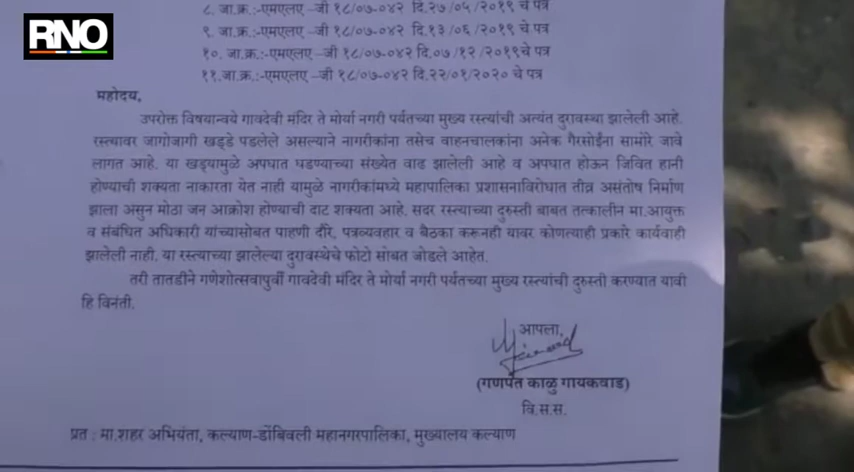 RNO
८. जा.क्र.:-एमएलए -जी १८/०७-०४२ दि.२७/०५/२०१९ चे पत्र
९. जा.क्र.:-एमएलए -जी १८/०७-०४२ दि.१३/०६/२०१९ चे पत्र
१०. जा.क्र.:-एमएलए -जी १८/०७-०४२ दि.०७/१२/२०१९चे पत्र
११.जा.क्र.:-एमएलए -जी १८/०७-०४२ दि.२२/०१/२०२० चे पत्र
महोदय,
उपरोक्त विषयान्वये गावदेवी मंदिर ते मोर्या नगरी पर्यंतच्या मुख्य रस्त्यांची अत्यंत दुरावस्था झालेली आहे.
रस्त्यावर जागोजागी खड्डे पडलेले असल्याने नागरीकांना तसेच वाहनचालकांना अनेक गैरसोईंना सामोरे जावे
लागत आहे. या खड्यामुळे अपघात घडण्याच्या संख्येत वाढ झालेली आहे व अपघात होऊन जिवित हानी
होण्याची शक्यता नाकारता येत नाही यामुळे नागरीकांमध्ये महापालिका प्रशासनाविरोधात तीव्र असंतोष निर्माण
झाला असुन मोठा जन आक्रोश होण्याची दाट शक्यता आहे. सदर रस्त्याच्या दुरुस्ती बाबत तत्कालीन मा.आयुक्त
व संबंधित अधिकारी यांच्यासोबत पाहणी दौरे, पत्रव्यवहार व बैठका करूनही यावर कोणत्याही प्रकारे कार्यवाही
झालेली नाही. या रस्त्याच्या झालेल्या दुरावस्थेचे फोटो सोबत जोडले आहेत.
तरी तातडीने गणेशोत्सवापुर्वी गावदेवी मंदिर ते मोर्या नगरी पर्यंतच्या मुख्य रस्त्यांची दुरुस्ती करण्यात यावी
हि विनंती.
आपला,
(गणपत काळु गायकवाड)
वि.स.स.
प्रत : मा.शहर अभियंता, कल्याण-डोंबिवली महानगरपालिका, मुख्यालय कल्याण